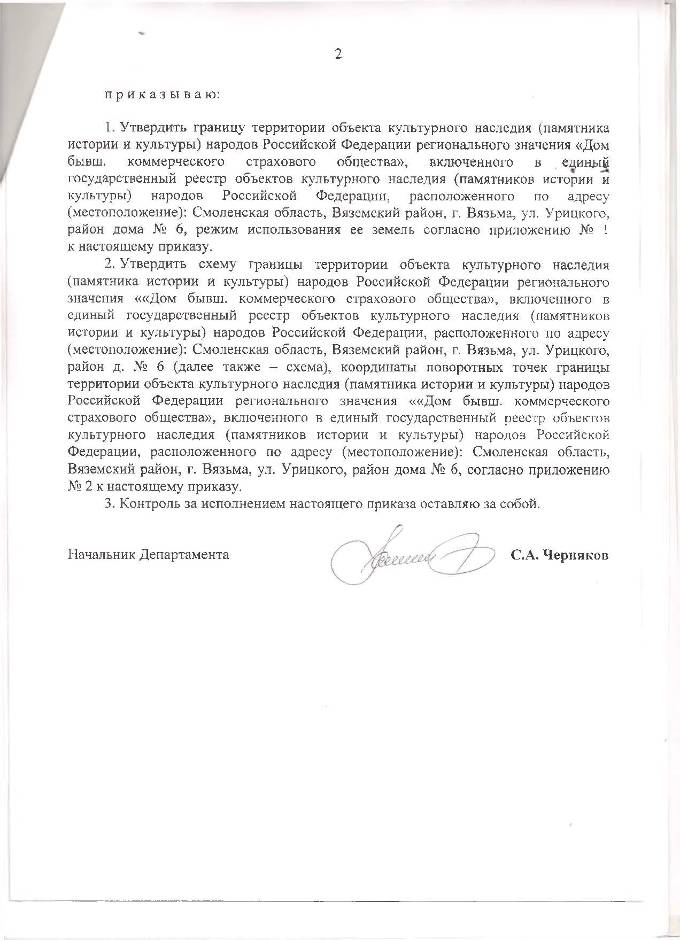 2
п р и к а з ы в а ю:
1. Утвердить границу территории объекта культурного наследия (памятника
истории и культуры) народов Российской Федерации регионального значения «Дом
бывш. коммерческого страхового общества», включенного в единый
государственный реестр объектов культурного наследия (памятников истории и
культуры) народов Российской Федерации, расположенного по адресу
(местоположение): Смоленская область, Вяземский район, г. Вязьма, ул. Урицкого,
район дома № 6, режим использования ее земель согласно приложению № 1
к настоящему приказу.
2. Утвердить схему границы территории объекта культурного наследия
(памятника истории и культуры) народов Российской Федерации регионального
значения ««Дом бывш. коммерческого страхового общества», включенного в
единый государственный реестр объектов культурного наследия (памятников
истории и культуры) народов Российской Федерации, расположенного по адресу
(местоположение): Смоленская область, Вяземский район, г. Вязьма, ул. Урицкого,
район д. № 6 (далее также – схема), координаты поворотных точек границы
территории объекта культурного наследия (памятника истории и культуры) народов
Российской Федерации регионального значения ««Дом бывш. коммерческого
страхового общества», включенного в единый государственный реестр объектов
культурного наследия (памятников истории и культуры) народов Российской
Федерации, расположенного по адресу (местоположение): Смоленская область,
Вяземский район, г. Вязьма, ул. Урицкого, район дома № 6, согласно приложению
№ 2 к настоящему приказу.
3. Контроль за исполнением настоящего приказа оставляю за собой.
Начальник Департамента С.А. Черняков